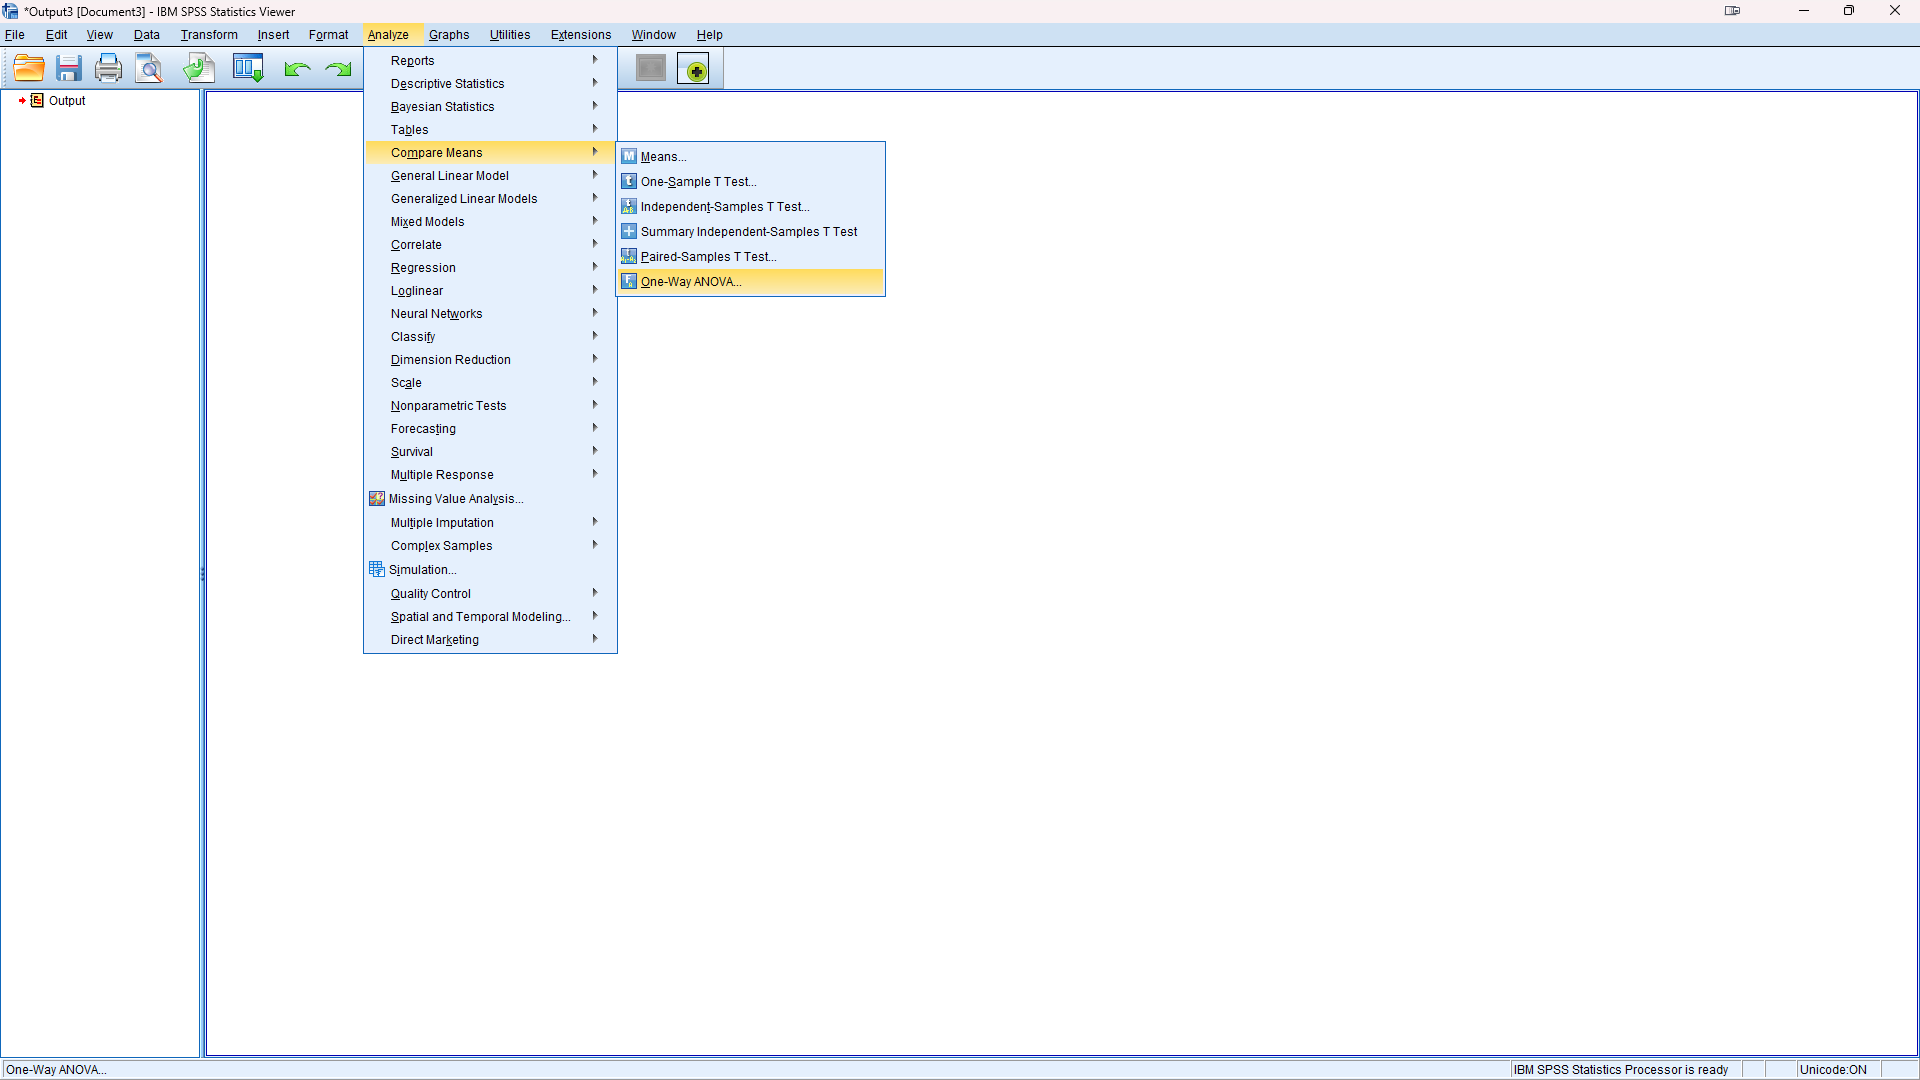 *Output3 [Document3] - IBM SPSS Statistics Viewer
File Edit View Data Transform Insert Format Analyze Graphs Utilities Extensions Window Help
Output
Reports
Descriptive Statistics
Bayesian Statistics
Tables
Compare Means
General Linear Model
Generalized Linear Models
Mixed Models
Correlate
Regression
Loglinear
Neural Networks
Classify
Dimension Reduction
Scale
Nonparametric Tests
Forecasting
Survival
Multiple Response
Missing Value Analysis...
Multiple Imputation
Complex Samples
Simulation...
Quality Control
Spatial and Temporal Modeling...
Direct Marketing
Means...
One-Sample T Test...
Independent-Samples T Test...
Summary Independent-Samples T Test
Paired-Samples T Test...
One-Way ANOVA...
One-Way ANOVA...
IBM SPSS Statistics Processor is ready
Unicode:ON